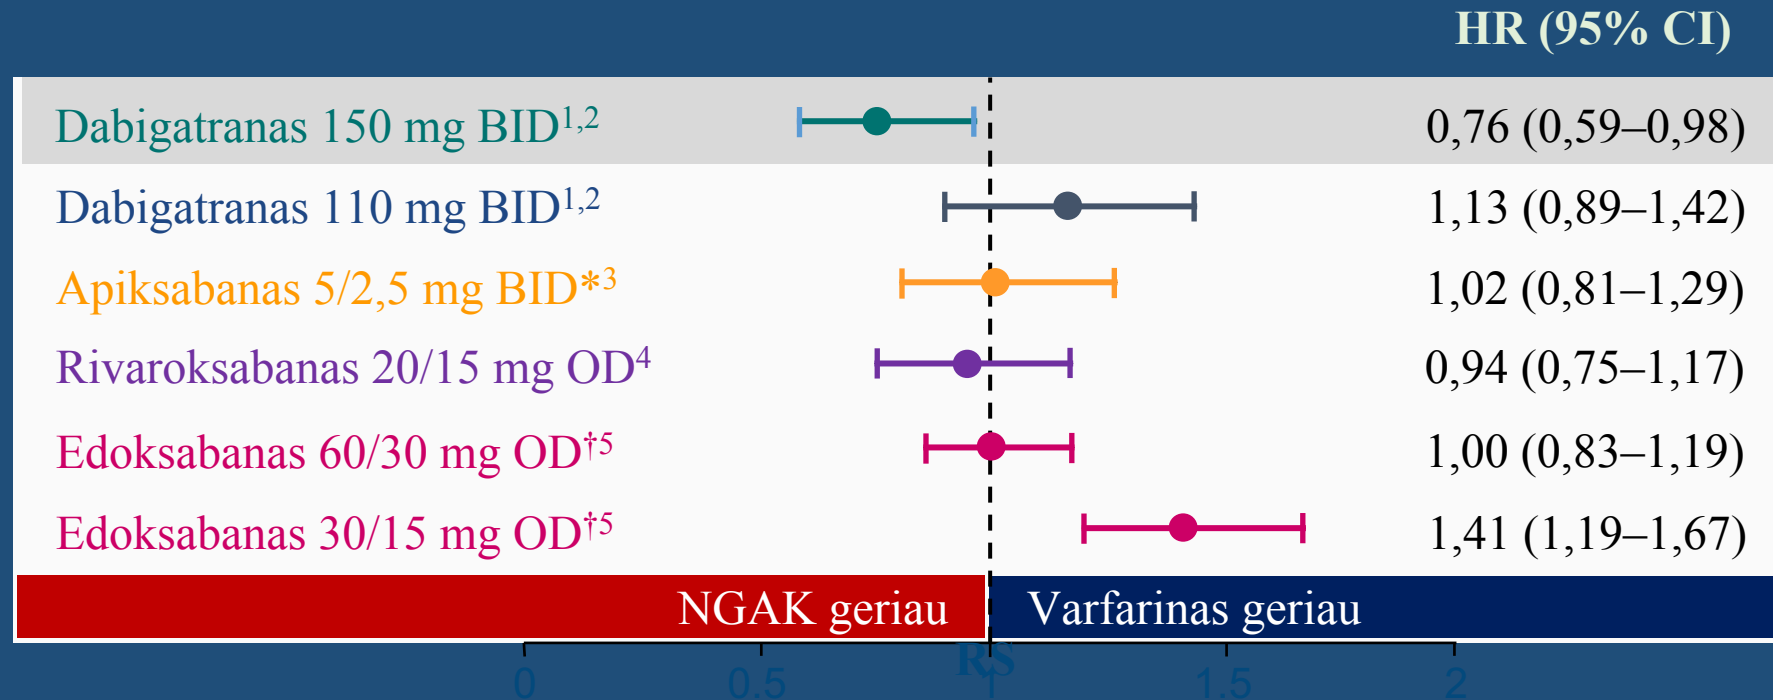 HR (95% CI)
Dabigatranas 150 mg BID1,2 0,76 (0,59–0,98)
Dabigatranas 110 mg BID1,2 1,13 (0,89–1,42)
Apiksabanas 5/2,5 mg BID*3 1,02 (0,81–1,29)
Rivaroksabanas 20/15 mg OD4 0,94 (0,75–1,17)
Edoksabanas 60/30 mg OD†5 1,00 (0,83–1,19)
Edoksabanas 30/15 mg OD†5 1,41 (1,19–1,67)
NGAK geriau Varfarinas geriau
RS
0 0.5 1 1.5 2